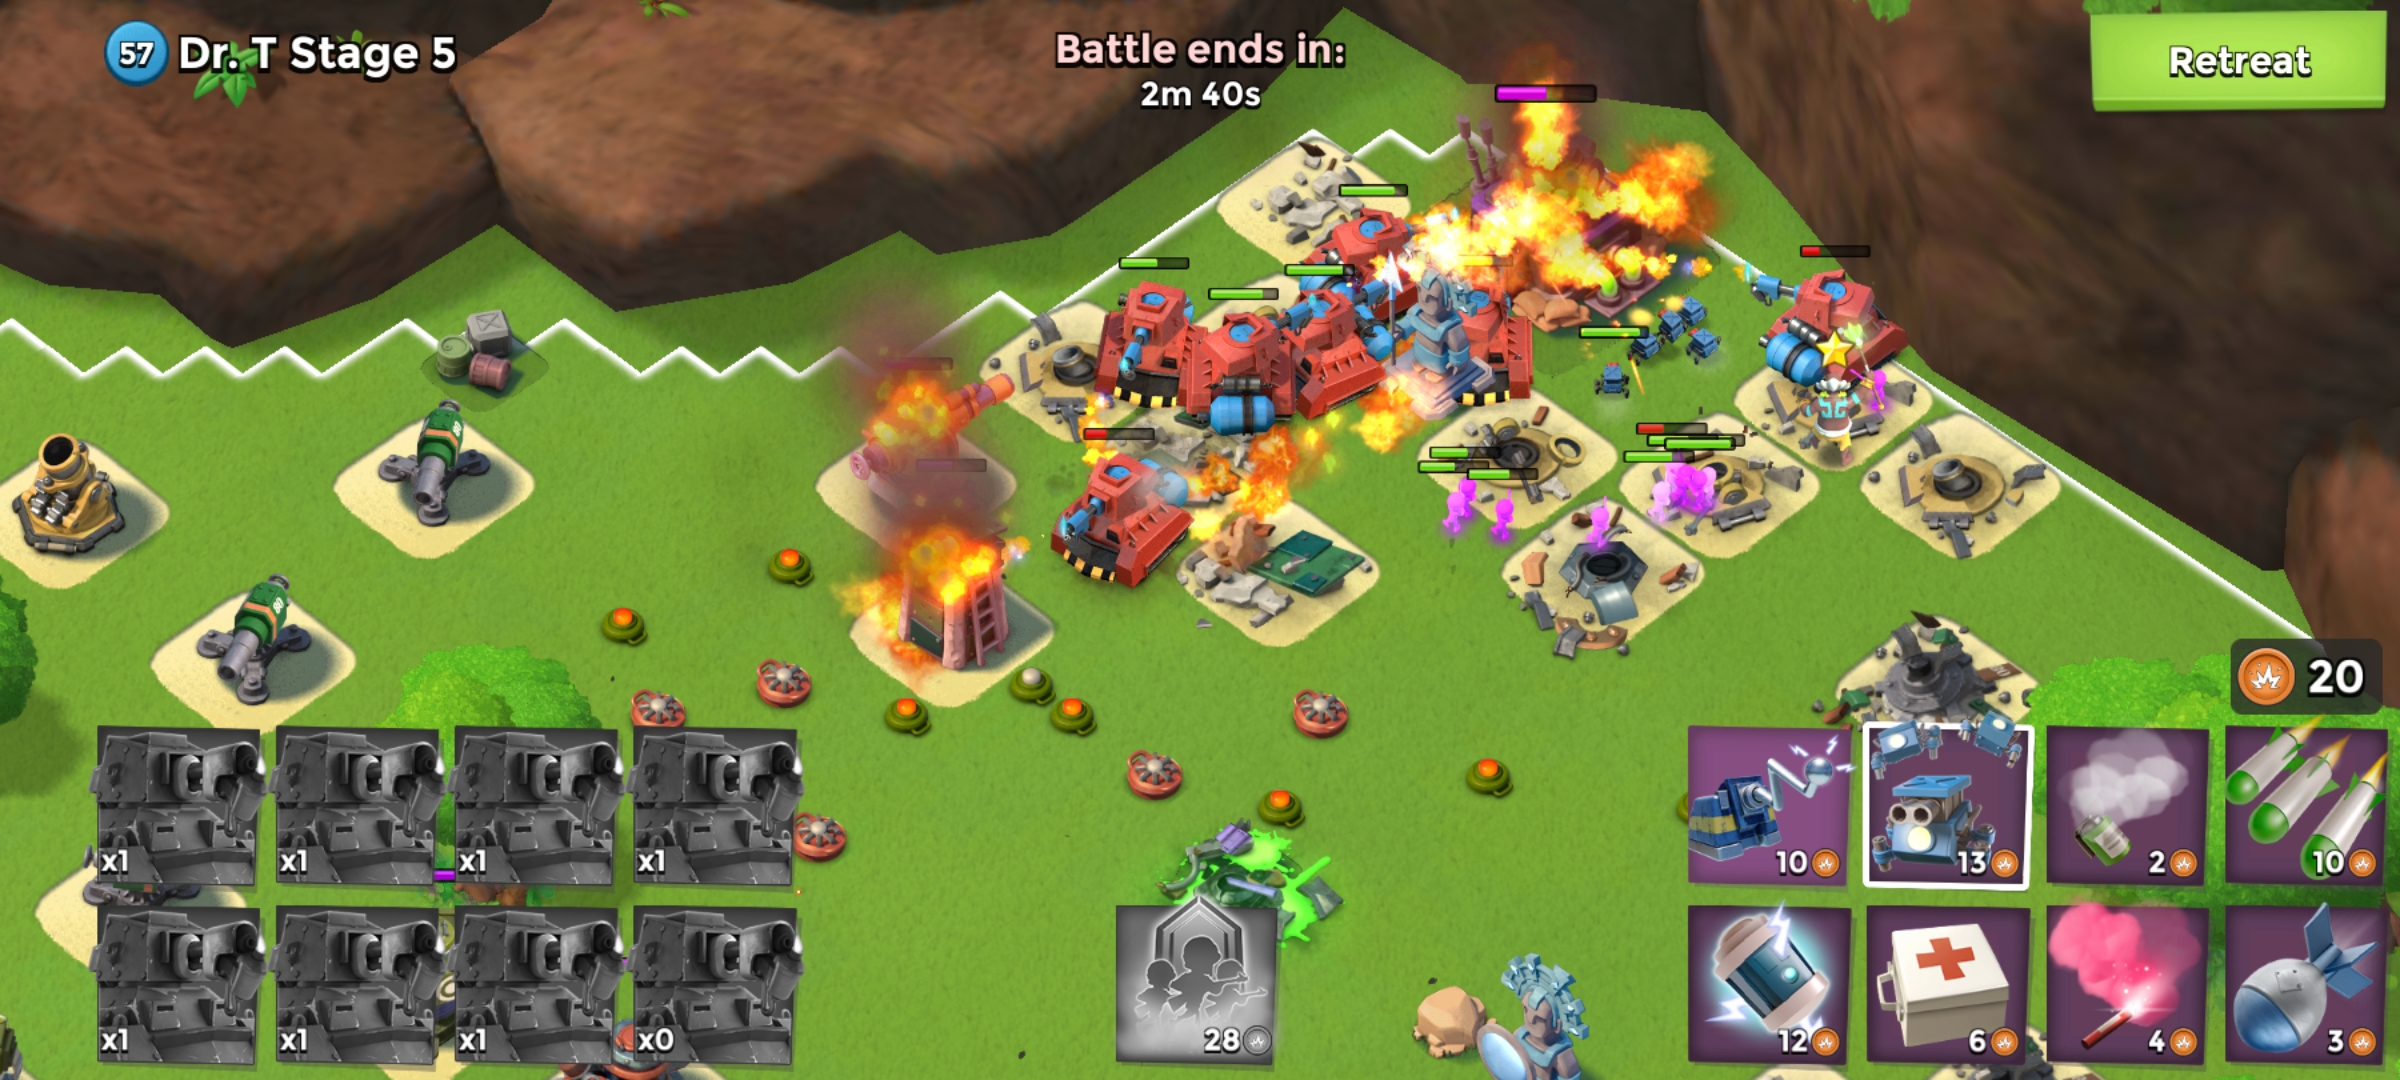 57 Dr. T Stage 5
Battle ends in:
2m 40s
Retreat
20
x1 x1 x1 x1
10 13 2 10
x1 x1 x1 x0
28
12 6 4 3